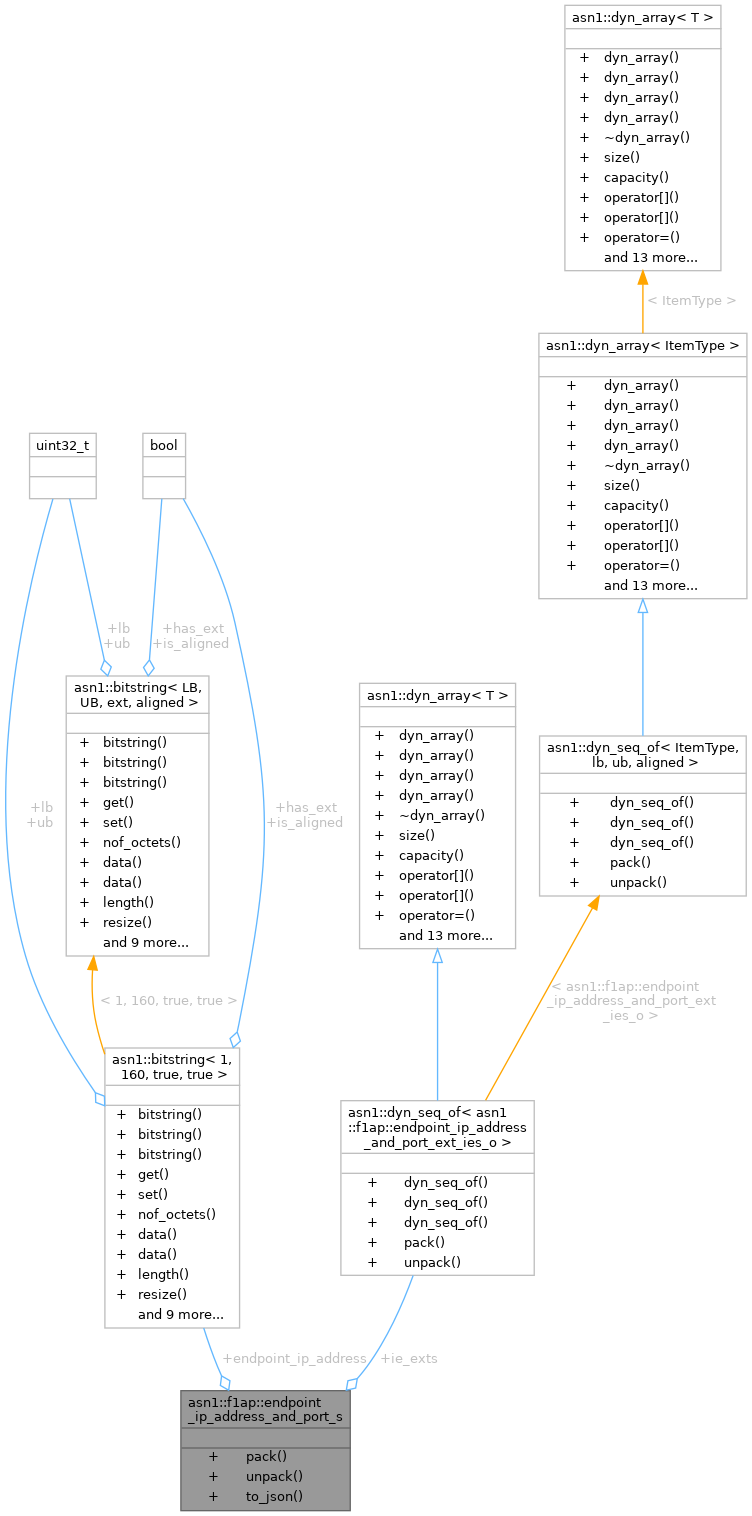 asn1::dyn_array< T >
+ dyn_array()
+ dyn_array()
+ dyn_array()
+ dyn_array()
+ ~dyn_array()
+ size()
+ capacity()
+ operator[]()
+ operator[]()
+ operator=()
and 13 more...
< ItemType >
asn1::dyn_array< ItemType >
+ dyn_array()
+ dyn_array()
+ dyn_array()
+ dyn_array()
+ ~dyn_array()
+ size()
+ capacity()
+ operator[]()
+ operator[]()
+ operator=()
and 13 more...
uint32_t
bool
+lb
+ub
+has_ext
+is_aligned
asn1::bitstring< LB,
UB, ext, aligned >
+ bitstring()
+ bitstring()
+ bitstring()
+ get()
+ set()
+ nof_octets()
+ data()
+ data()
+ length()
+ resize()
and 9 more...
+lb
+ub
+has_ext
+is_aligned
asn1::dyn_array< T >
+ dyn_array()
+ dyn_array()
+ dyn_array()
+ dyn_array()
+ ~dyn_array()
+ size()
+ capacity()
+ operator[]()
+ operator[]()
+ operator=()
and 13 more...
asn1::dyn_seq_of< ItemType,
lb, ub, aligned >
+ dyn_seq_of()
+ dyn_seq_of()
+ dyn_seq_of()
+ pack()
+ unpack()
< 1, 160, true, true >
< asn1::f1ap::endpoint
_ip_address_and_port_ext
_ies_o >
asn1::bitstring< 1,
160, true, true >
+ bitstring()
+ bitstring()
+ bitstring()
+ get()
+ set()
+ nof_octets()
+ data()
+ data()
+ length()
+ resize()
and 9 more...
asn1::dyn_seq_of< asn1
::f1ap::endpoint_ip_address
_and_port_ext_ies_o >
+ dyn_seq_of()
+ dyn_seq_of()
+ dyn_seq_of()
+ pack()
+ unpack()
+endpoint_ip_address
+ie_exts
asn1::f1ap::endpoint
_ip_address_and_port_s
+ pack()
+ unpack()
+ to_json()